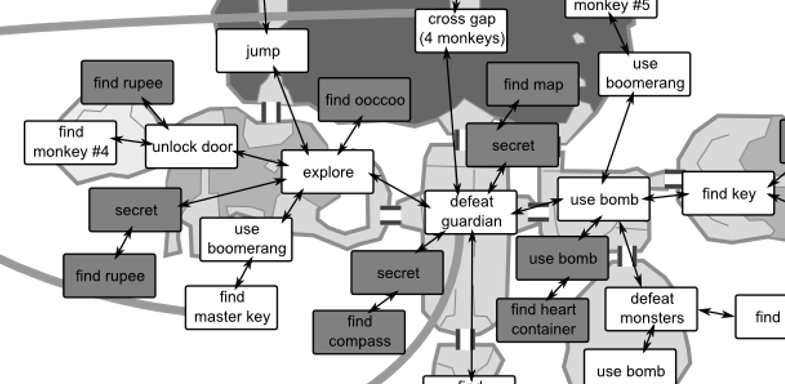 monkey #5
cross gap
(4 monkeys)
jump
use
boomerang
find rupee
find ooccoo
find map
find
monkey #4
unlock door
secret
explore
find key
defeat
guardian
use bomb
secret
use
boomerang
use bomb
secret
find rupee
find
master key
find heart
container
defeat
monsters
find
find
compass
use bomb